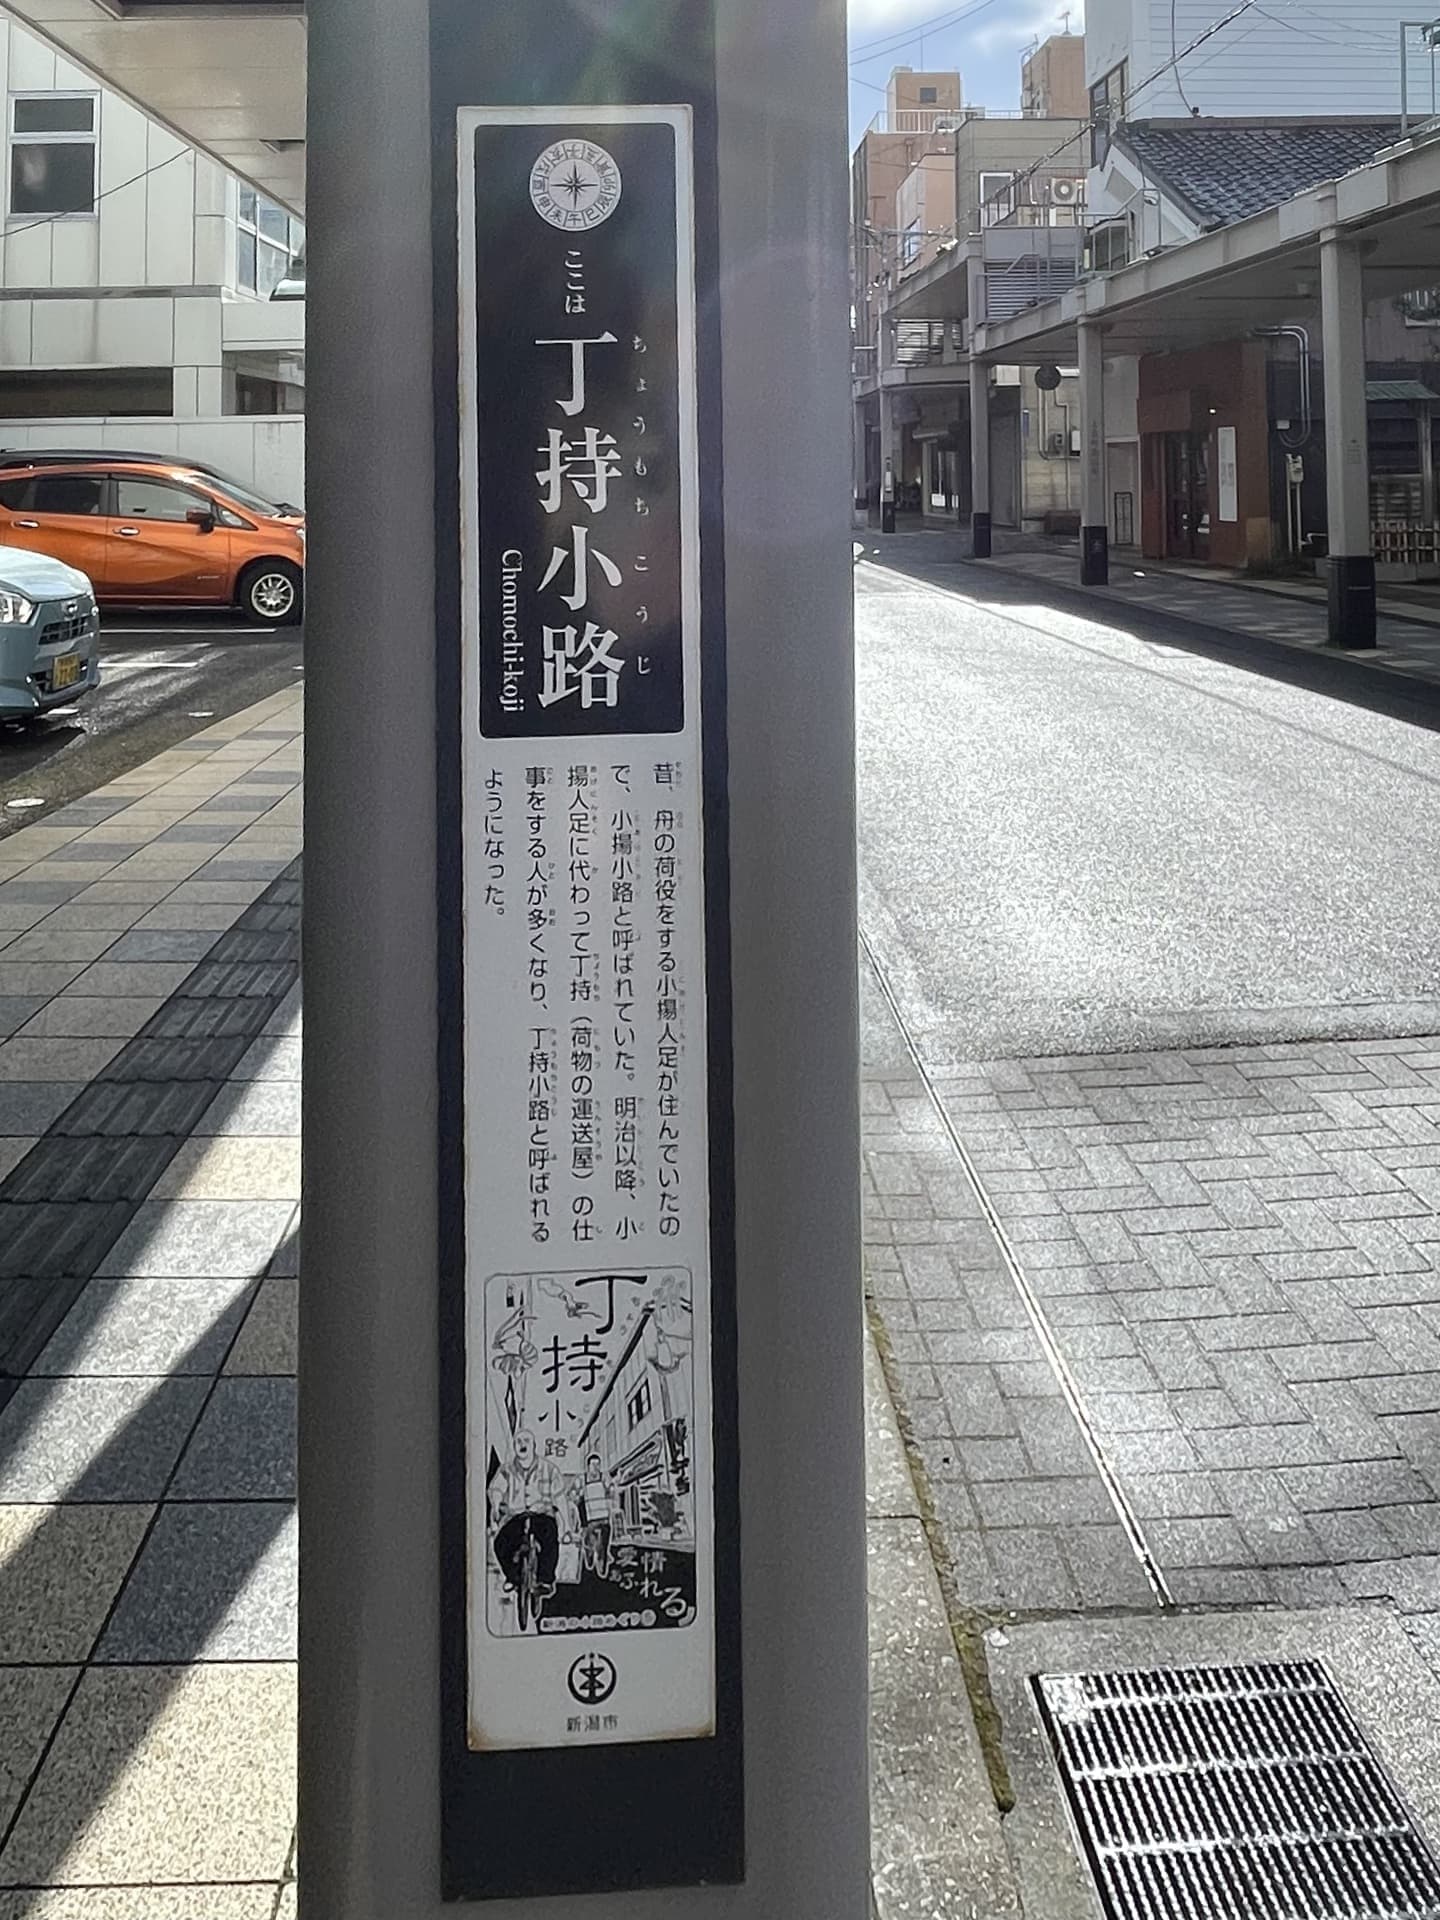 ここは
丁持小路
ちょうもちこうじ
Chomochi-koji
昔、舟の荷役をする小揚人足が住んでいたの
で、小揚小路と呼ばれていた。明治以降、小
揚人足に代わって丁持（荷物の運送屋）の仕
事をする人が多くなり、丁持小路と呼ばれる
ようになった。
丁持小路
愛情
あふれる
新潟市